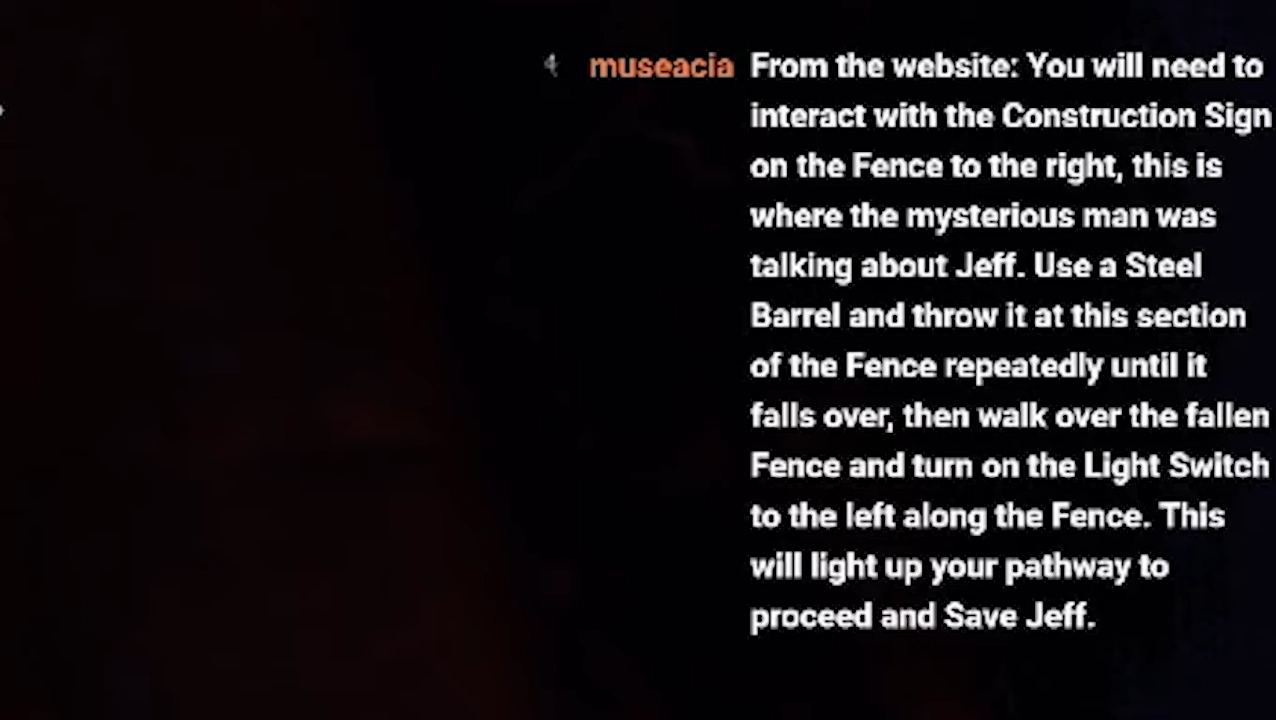 museacia From the website: You will need to
interact with the Construction Sign
on the Fence to the right, this is
where the mysterious man was
talking about Jeff. Use a Steel
Barrel and throw it at this section
of the Fence repeatedly until it
falls over, then walk over the fallen
Fence and turn on the Light Switch
to the left along the Fence. This
will light up your pathway to
proceed and Save Jeff.